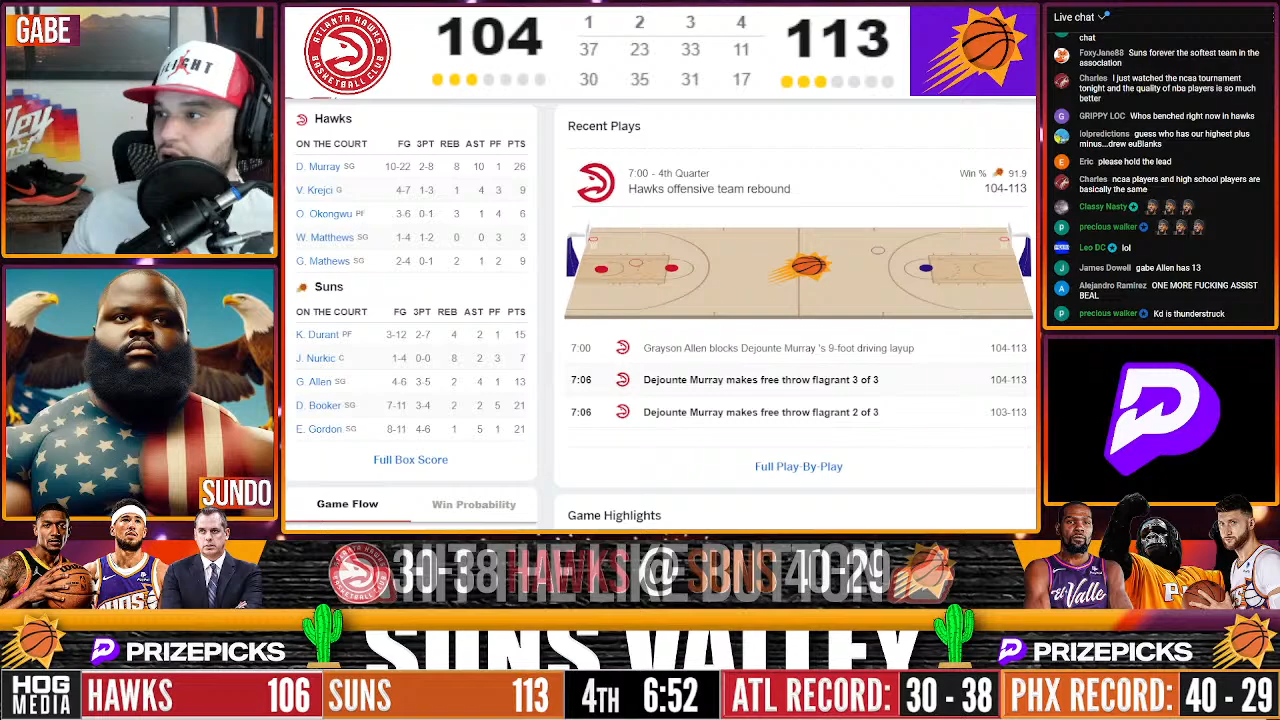 GABE
ATLANTA HAWKS
BASKETBALL CLUB
104
1 2 3 4
37 23 33 11
30 35 31 17
113
Hawks
ON THE COURT FG 3PT REB AST PF PTS
D. Murray SG 10-22 2-8 8 10 1 26
V. Krejci G 4-7 1-3 1 4 3 9
O. Okongwu PF 3-6 0-1 3 1 4 6
W. Matthews SG 1-4 1-2 0 0 3 3
G. Mathews SG 2-4 0-1 2 1 2 9
Suns
ON THE COURT FG 3PT REB AST PF PTS
K. Durant PF 3-12 2-7 4 2 1 15
J. Nurkic C 1-4 0-0 8 2 3 7
G. Allen SG 4-6 3-5 2 4 1 13
D. Booker SG 7-11 3-4 2 2 5 21
E. Gordon SG 8-11 4-6 1 5 1 21
Full Box Score
Game Flow Win Probability
Recent Plays
7:00 - 4th Quarter Win % 91.9
Hawks offensive team rebound 104-113
7:00 Grayson Allen blocks Dejounte Murray 's 9-foot driving layup 104-113
7:06 Dejounte Murray makes free throw flagrant 3 of 3 104-113
7:06 Dejounte Murray makes free throw flagrant 2 of 3 103-113
Full Play-By-Play
Game Highlights
Live chat
chat
FoxyJane88 Suns forever the softest team in the
association
Charles I just watched the ncaa tournament
tonight and the quality of nba players is so much
better
GRIPPY LOC Whos benched right now in hawks
lolpredictions guess who has our highest plus
minus...drew euBlanks
Eric please hold the lead
Charles ncaa players and high school players are
basically the same
Classy Nasty
precious walker
Leo DC lol
James Dowell gabe Allen has 13
Alejandro Ramirez ONE MORE FUCKING ASSIST
BEAL
precious walker Kd is thunderstruck
SUNDO
30-38 HAWKS @ SUNS 40-29
HIT THE LIKE BUTTON
PRIZEPICKS
SUNS VALLEY
PRIZEPICKS
HOG
MEDIA
HAWKS 106 SUNS 113 4TH 6:52 ATL RECORD: 30 - 38 PHX RECORD: 40 - 29